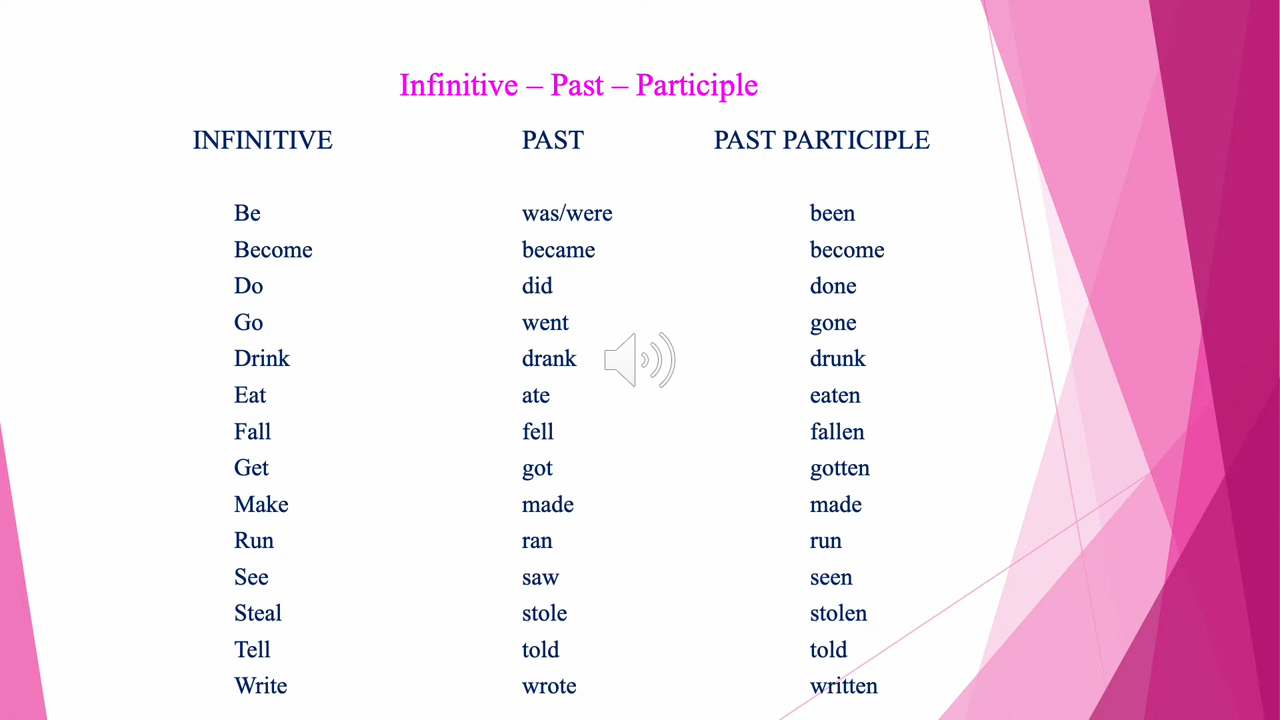 Infinitive – Past – Participle
INFINITIVE PAST PAST PARTICIPLE
Be was/were been
Become became become
Do did done
Go went gone
Drink drank drunk
Eat ate eaten
Fall fell fallen
Get got gotten
Make made made
Run ran run
See saw seen
Steal stole stolen
Tell told told
Write wrote written